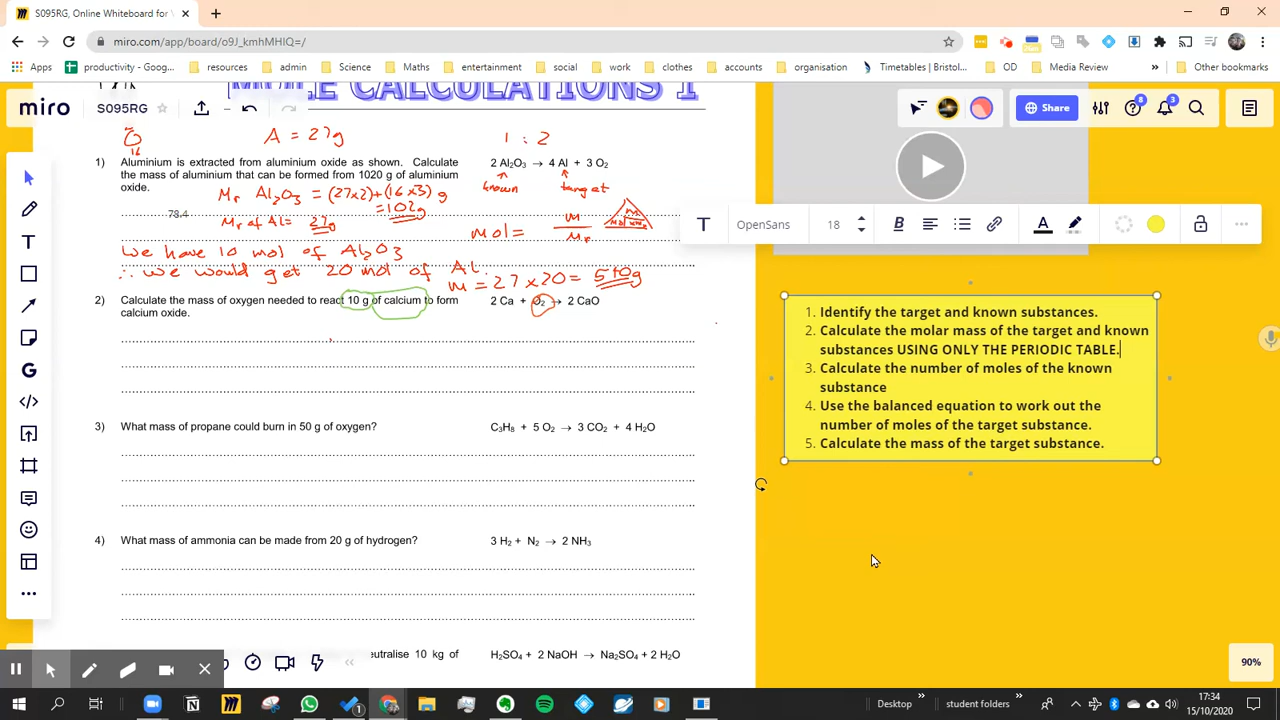 S095RG, Online Whiteboard for
miro.com/app/board/o9J_kmhMHIQ=/
Apps productivity - Goog... resources admin Science Maths entertainment social work clothes accounts organisation Timetables | Bristol... OD Media Review Other bookmarks
MOLE CALCULATIONS 1
miro S095RG Share 8 3
O 16 A = 27g 1 : 2
1) Aluminium is extracted from aluminium oxide as shown. Calculate
the mass of aluminium that can be formed from 1020 g of aluminium
oxide.
2 Al2O3 → 4 Al + 3 O2
known target
Mr Al2O3 = (27x2)+(16x3) g
=102g
78.4
Mr of Al = 27g
mol = m
Mr
We have 10 mol of Al2O3
∴ we would get 20 mol of Al.
m = 27 x 20 = 540g
2) Calculate the mass of oxygen needed to react 10 g of calcium to form
calcium oxide.
2 Ca + O2 → 2 CaO
3) What mass of propane could burn in 50 g of oxygen?
C3H8 + 5 O2 → 3 CO2 + 4 H2O
4) What mass of ammonia can be made from 20 g of hydrogen?
3 H2 + N2 → 2 NH3
neutralise 10 kg of
H2SO4 + 2 NaOH → Na2SO4 + 2 H2O
T OpenSans 18 B A
1. Identify the target and known substances.
2. Calculate the molar mass of the target and known
substances USING ONLY THE PERIODIC TABLE.
3. Calculate the number of moles of the known
substance
4. Use the balanced equation to work out the
number of moles of the target substance.
5. Calculate the mass of the target substance.
90%
Desktop student folders 17:34
15/10/2020